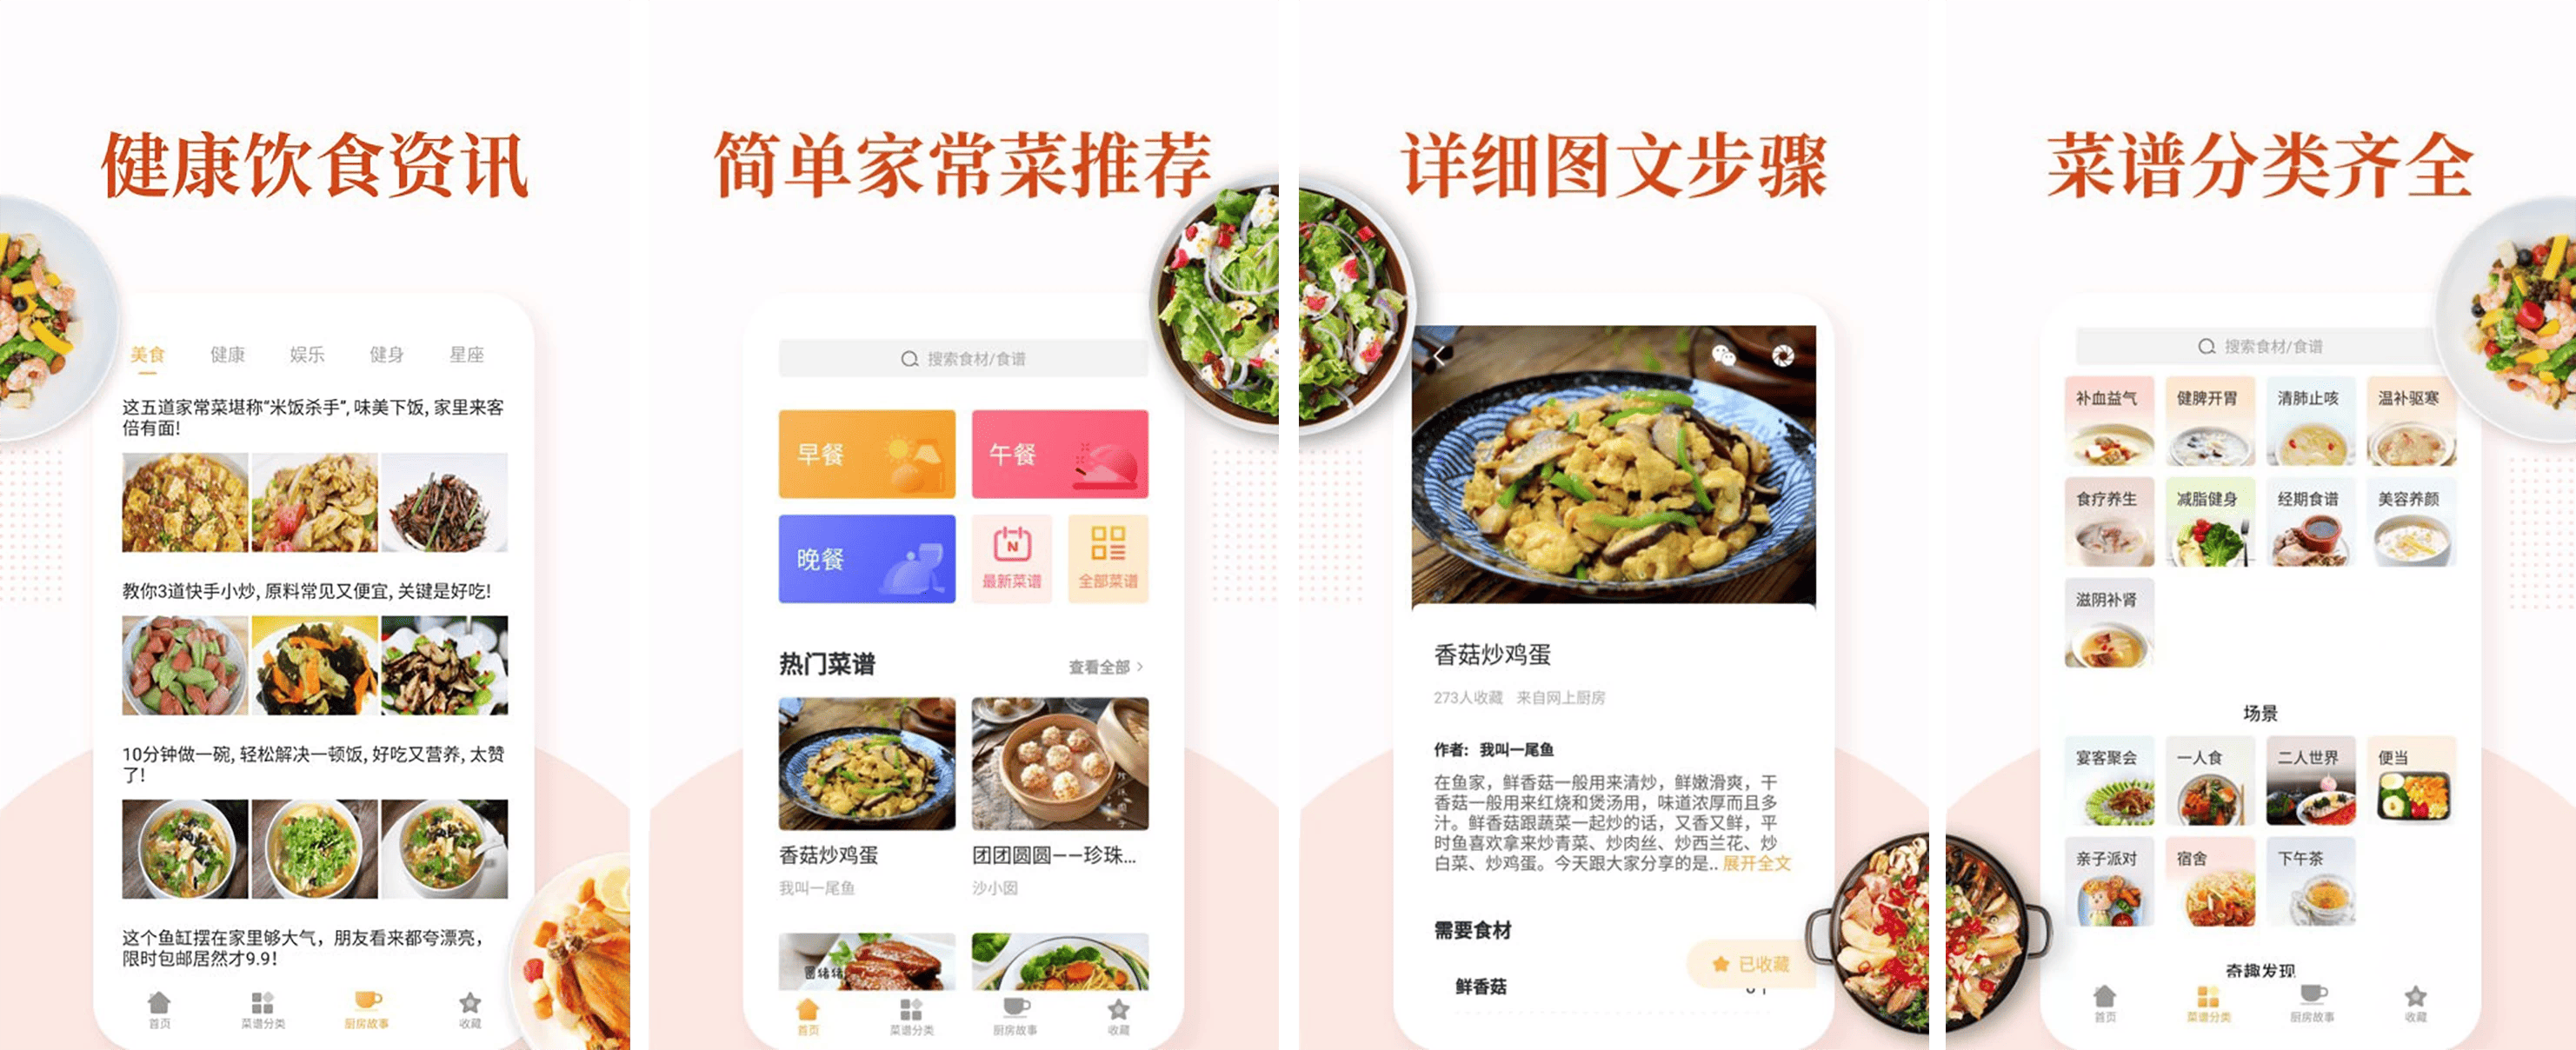 健康饮食资讯
美食 健康 娱乐 健身 星座
这五道家常菜堪称“米饭杀手”, 味美下饭, 家里来客
倍有面!
教你3道快手小炒, 原料常见又便宜, 关键是好吃!
10分钟做一碗, 轻松解决一顿饭, 好吃又营养, 太赞
了!
这个鱼缸摆在家里够大气，朋友看来都夸漂亮，
限时包邮居然才9.9！
首页 菜谱分类 厨房故事 收藏
简单家常菜推荐
搜索食材/食谱
早餐 午餐
晚餐
N
最新菜谱 全部菜谱
热门菜谱 查看全部 >
香菇炒鸡蛋 团团圆圆——珍珠...
我叫一尾鱼 沙小囡
首页 菜谱分类 厨房故事 收藏
详细图文步骤
香菇炒鸡蛋
273人收藏 来自网上厨房
作者：我叫一尾鱼
在鱼家，鲜香菇一般用来清炒，鲜嫩滑爽，干
香菇一般用来红烧和煲汤用，味道浓厚而且多
汁。鲜香菇跟蔬菜一起炒的话，又香又鲜，平
时鱼喜欢拿来炒青菜、炒肉丝、炒西兰花、炒
白菜、炒鸡蛋。今天跟大家分享的是.. 展开全文
需要食材
已收藏
鲜香菇
菜谱分类齐全
搜索食材/食谱
补血益气 健脾开胃 清肺止咳 温补驱寒
食疗养生 减脂健身 经期食谱 美容养颜
滋阴补肾
场景
宴客聚会 一人食 二人世界 便当
亲子派对 宿舍 下午茶
奇趣发现
首页 菜谱分类 厨房故事 收藏